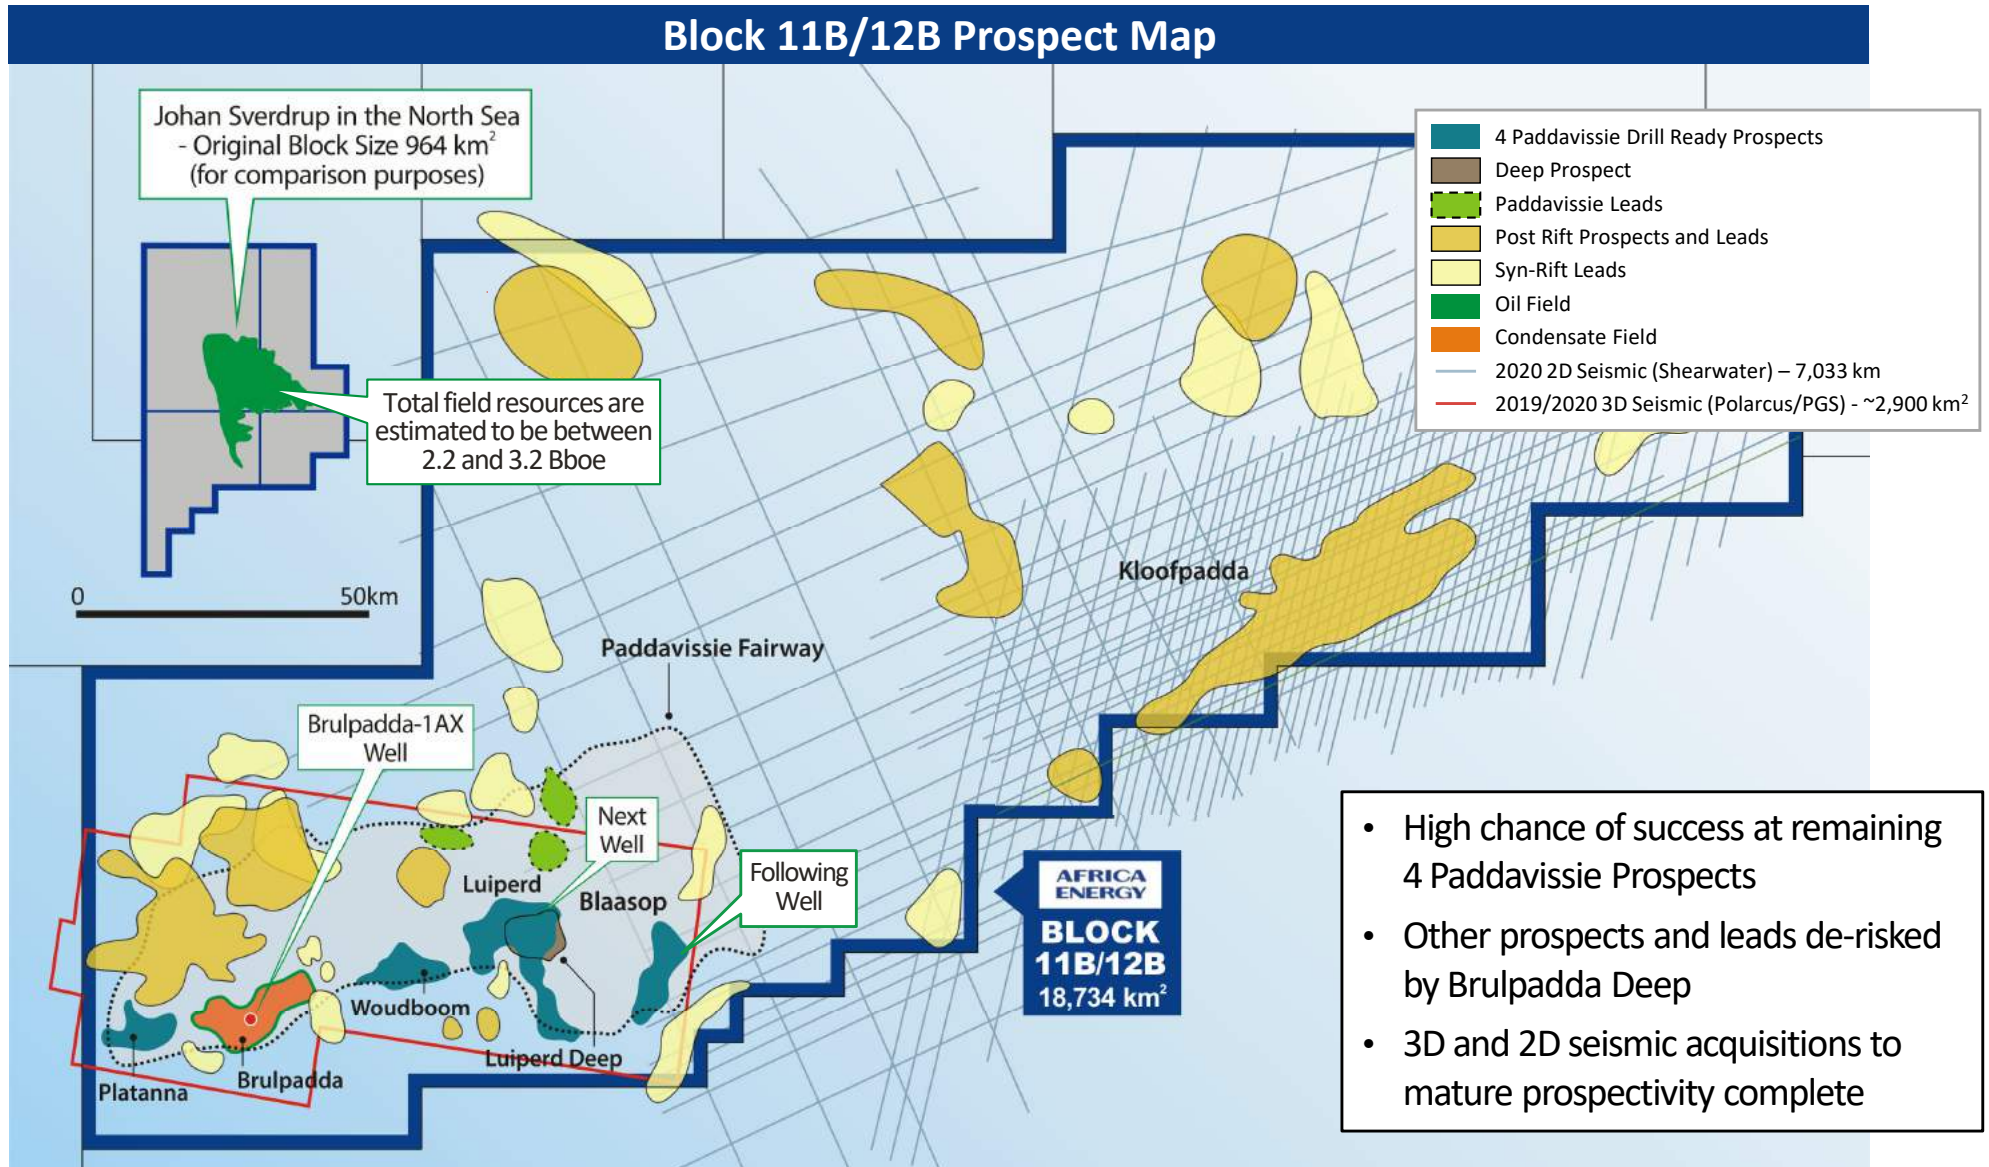 Block 11B/12B Prospect Map
Johan Sverdrup in the North Sea
- Original Block Size 964 km²
(for comparison purposes)
Total field resources are
estimated to be between
2.2 and 3.2 Bboe
0 50km
4 Paddavissie Drill Ready Prospects
Deep Prospect
Paddavissie Leads
Post Rift Prospects and Leads
Syn-Rift Leads
Oil Field
Condensate Field
2020 2D Seismic (Shearwater) – 7,033 km
2019/2020 3D Seismic (Polarcus/PGS) - ~2,900 km²
Kloofpadda
Paddavissie Fairway
Brulpadda-1AX
Well
Next
Well
Following
Well
Luiperd
Blaasop
Woudboom
Luiperd Deep
Brulpadda
Platanna
AFRICA
ENERGY
BLOCK
11B/12B
18,734 km²
• High chance of success at remaining
4 Paddavissie Prospects
• Other prospects and leads de-risked
by Brulpadda Deep
• 3D and 2D seismic acquisitions to
mature prospectivity complete